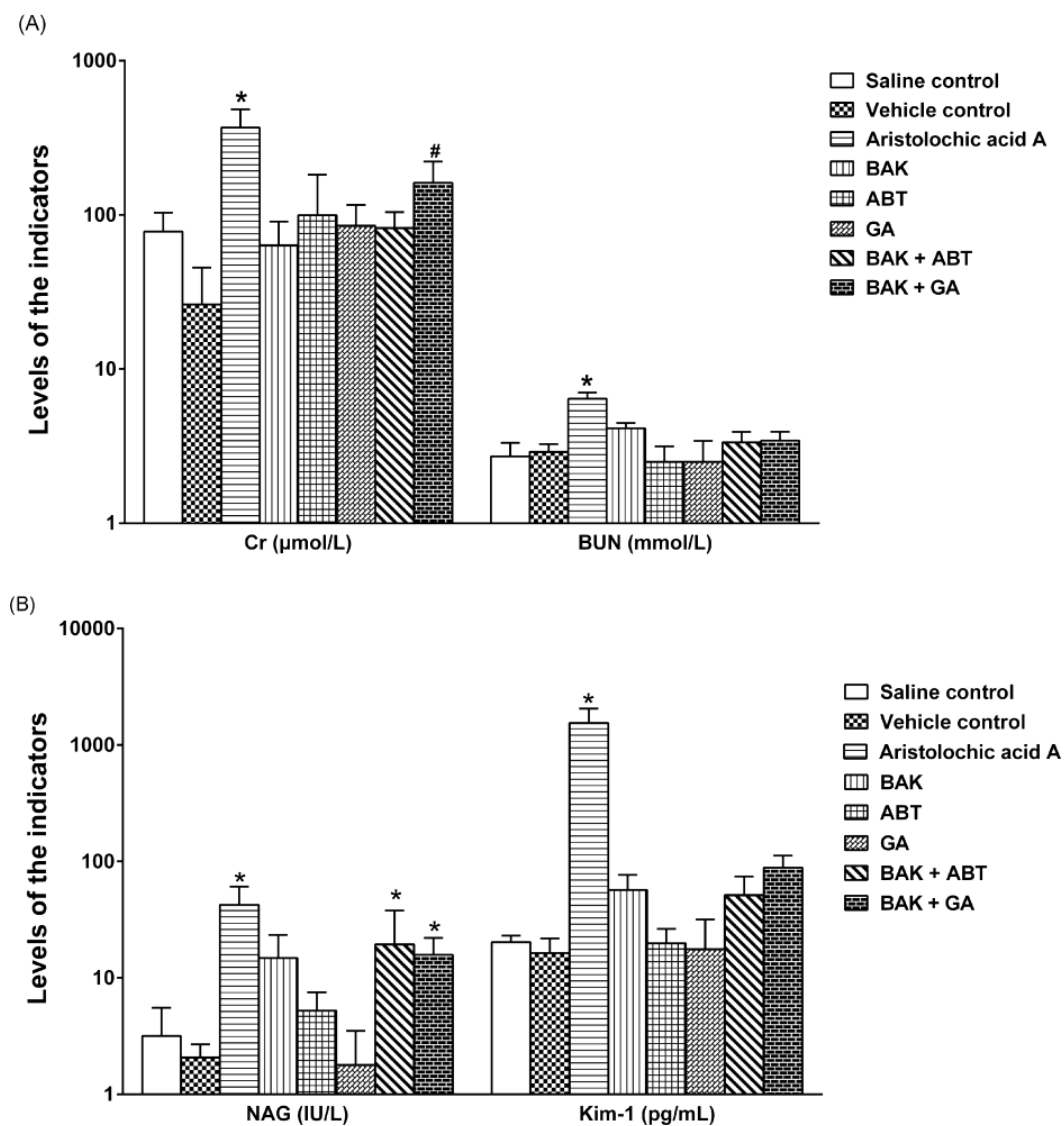 (A)
Levels of the indicators
1000
100
10
1
*
#
*
Cr (µmol/L)
BUN (mmol/L)
Saline control
Vehicle control
Aristolochic acid A
BAK
ABT
GA
BAK + ABT
BAK + GA
(B)
Levels of the indicators
10000
1000
100
10
1
*
*
*
*
NAG (IU/L)
Kim-1 (pg/mL)
Saline control
Vehicle control
Aristolochic acid A
BAK
ABT
GA
BAK + ABT
BAK + GA